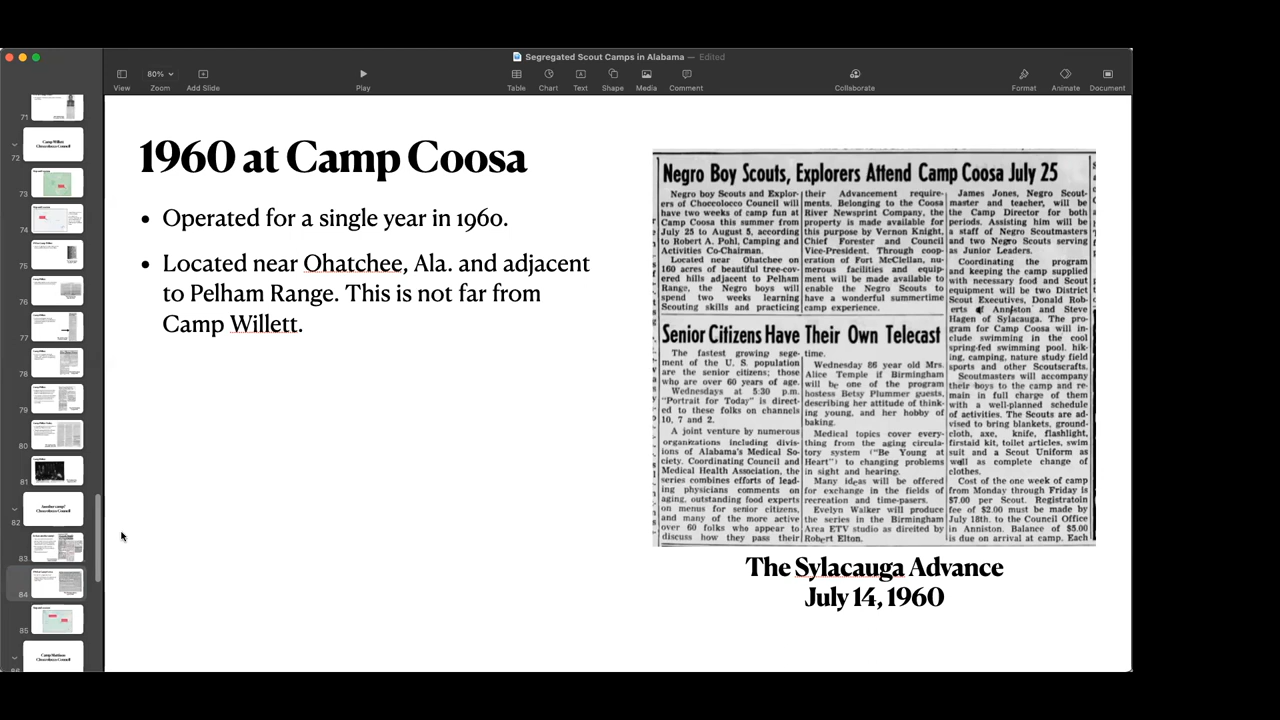 Segregated Scout Camps in Alabama — Edited
View
80%
Zoom
Add Slide
Play
Table
Chart
Text
Shape
Media
Comment
Collaborate
Format
Animate
Document
71
72
Camp Willett
Choccolocco Council
73
74
75
76
77
78
79
80
81
Another camp?
Choccolocco Council
82
83
84
85
1960 at Camp Coosa
• Operated for a single year in 1960.
• Located near Ohatchee, Ala. and adjacent
to Pelham Range. This is not far from
Camp Willett.
Negro Boy Scouts, Explorers Attend Camp Coosa July 25
Negro boy Scouts and Explor-
ers of Choccolocco Council will
have two weeks of camp fun at
Camp Coosa this summer from
July 25 to August 5, according
to Robert A. Pohl, Camping and
Activities Co-Chairman.
Located near Ohatchee on
160 acres of beautiful tree-cov-
ered hills adjacent to Pelham
Range, the Negro boys will
spend two weeks learning
Scouting skills and practicing
their Advancement require-
ments. Belonging to the Coosa
River Newsprint Company, the
property is made available for
this purpose by Vernon Knight,
Chief Forester and Council
Vice-President. Through coop-
eration of Fort McClellan, nu-
merous facilities and equip-
ment will be made available to
enable the Negro Scouts to
have a wonderful summertime
camp experience.
James Jones, Negro Scout-
master and teacher, will be
the Camp Director for both
periods. Assisting him will be
a staff of Negro Scoutmasters
and two Negro Scouts serving
as Junior Leaders.
Coordinating the program
and keeping the camp supplied
with necessary food and Scout
equipment will be two District
Scout Executives, Donald Rob-
erts of Anniston and Steve
Hagen of Sylacauga. The pro-
gram for Camp Coosa will in-
clude swimming in the cool
spring-fed swimming pool, hik-
ing, camping, nature study field
sports and other Scoutscrafts.
Scoutmasters will accompany
their boys to the camp and re-
main in full charge of them
with a well-planned schedule
of activities. The Scouts are ad-
vised to bring blankets, ground-
cloth, axe, knife, flashlight,
firstaid kit, toilet articles, swim
suit and a Scout Uniform as
well as complete change of
clothes.
Cost of the one week of camp
from Monday through Friday is
$7.00 per Scout. Registratoin
fee of $2.00 must be made by
July 18th. to the Council Office
in Anniston. Balance of $5.00
is due on arrival at camp. Each
Senior Citizens Have Their Own Telecast
The fastest growing sege-
ment of the U. S. population
are the senior citizens; those
who are over 60 years of age.
Wednesdays at 5:30 p.m.
"Portrait for Today" is direct-
ed to these folks on channels
10, 7 and 2.
A joint venture by numerous
organizations including divis-
ions of Alabama's Medical So-
ciety. Coordinating Council and
Medical Health Association, the
series combines efforts of lead-
ing physicians comments on
aging, outstanding food experts
on menus for senior citizens,
and many of the more active
over 60 folks who appear to
discuss how they pass their
time.
Wednesday 86 year old Mrs.
Alice Temple if Birmingham
will be one of the program
hostess Betsy Plummer guests,
describing her attitude of think-
ing young, and her hobby of
baking.
Medical topics cover every-
thing from the aging circula-
tory system ("Be Young at
Heart") to changing problems
in sight and hearing.
Many ideas will be offered
for exchange in the fields of
recreation and time-pasers.
Evelyn Walker will produce
the series in the Birmingham
Area ETV studio as direited by
Robert Elton.
The Sylacauga Advance
July 14, 1960